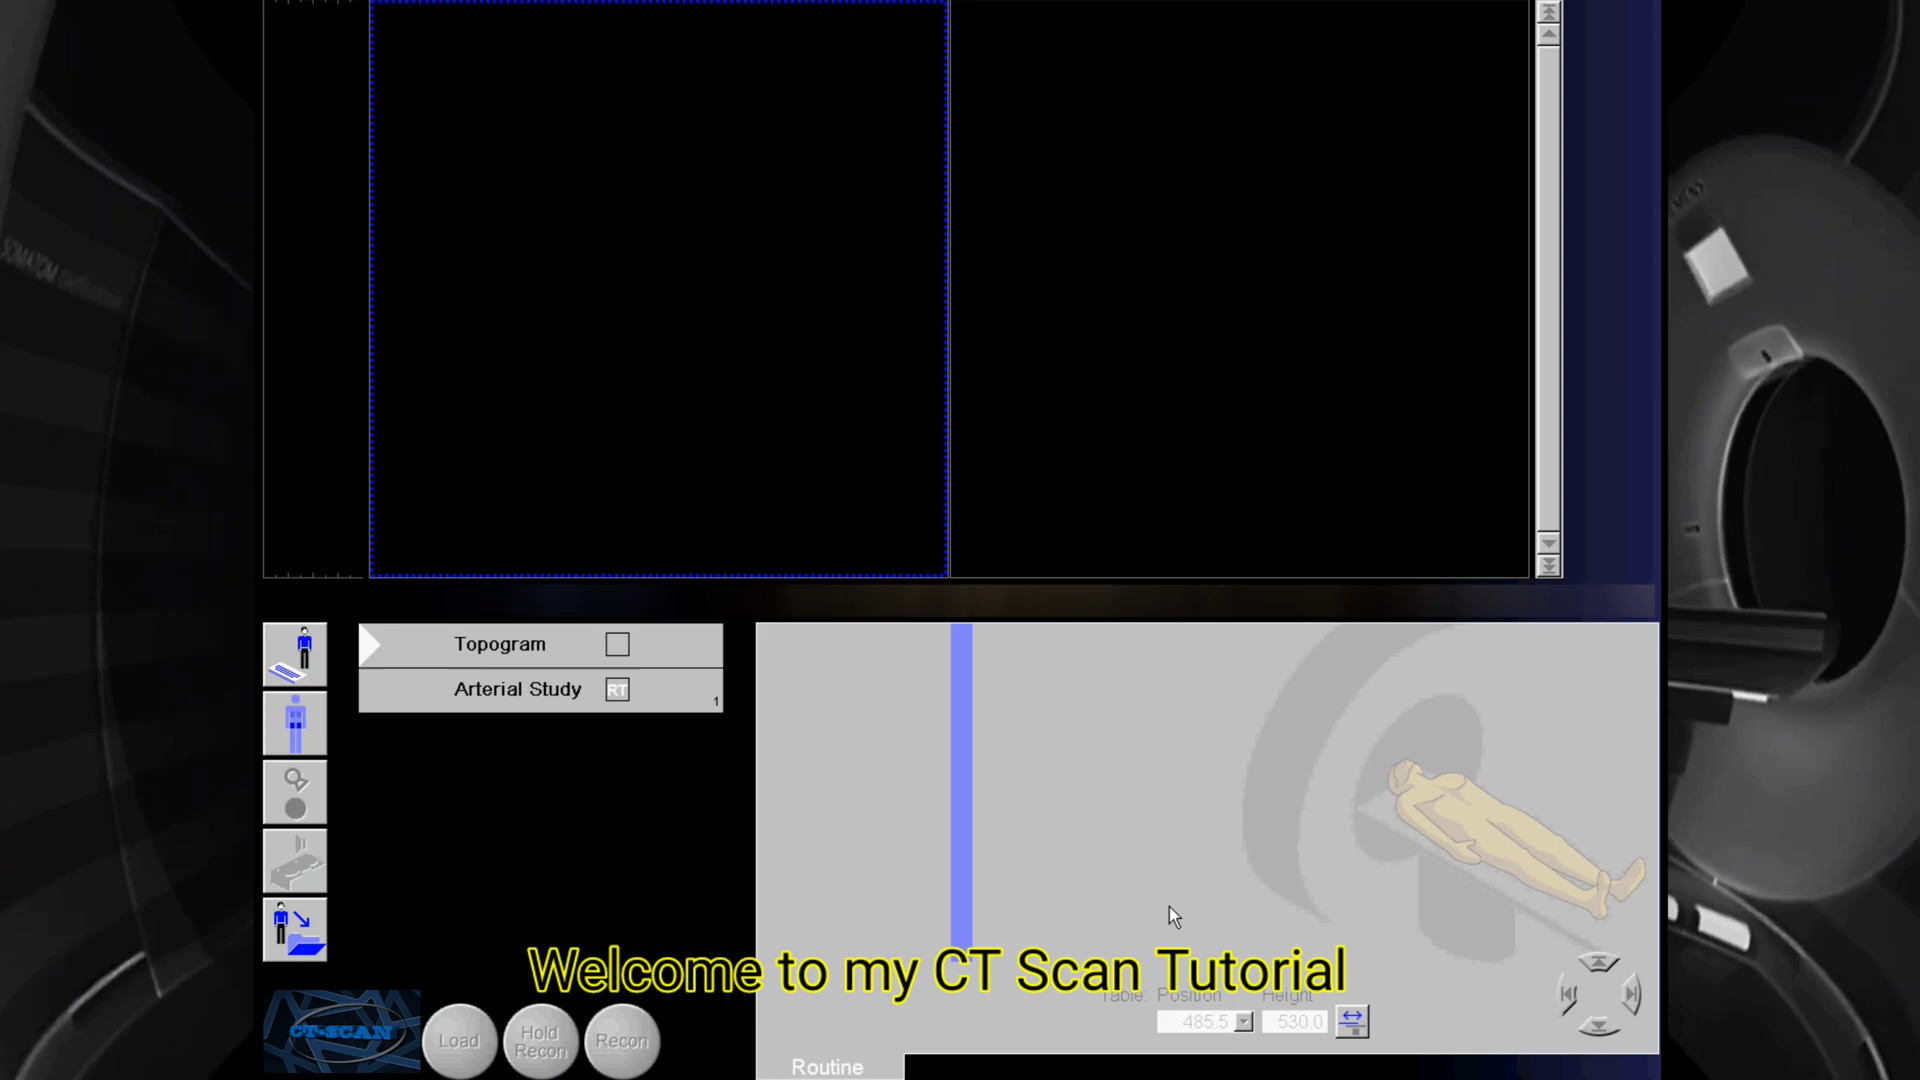 SOMATOM
Topogram
Arterial Study RT
1
Welcome to my CT Scan Tutorial
Table: Position Height
485.5 530.0
CT-SCAN
Load
Hold
Recon
Recon
Routine